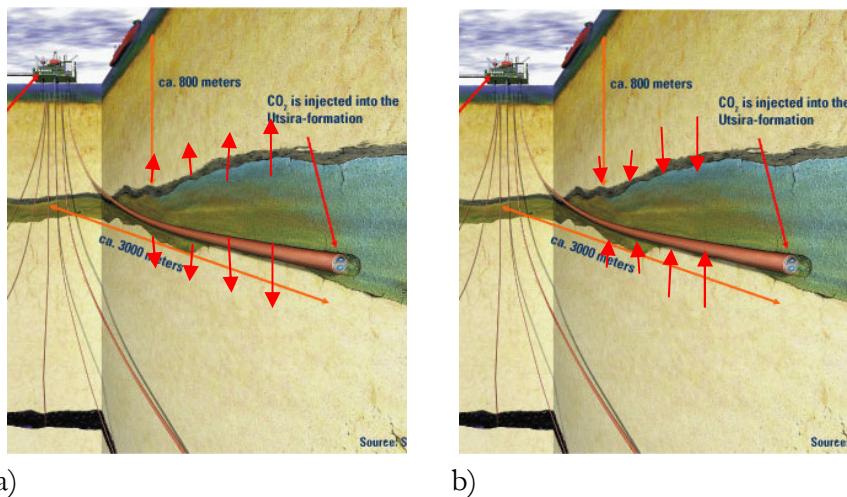 ca. 800 meters
CO₂ is injected into the
Utsira-formation
ca. 3000 meters
Source: S
a)
ca. 800 meters
CO₂ is injected into the
Utsira-formation
ca. 3000 meters
Source:
b)